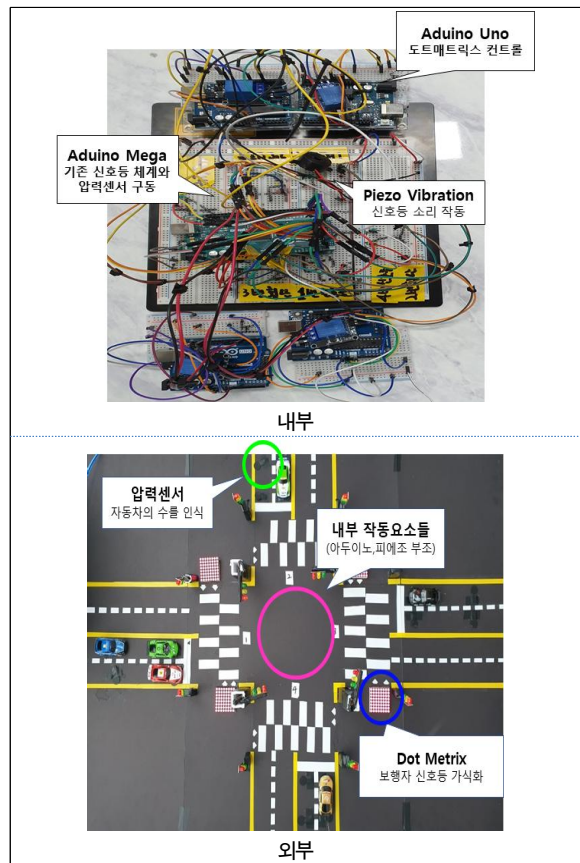 Aduino Uno
도트매트릭스 컨트롤
Aduino Mega
기존 신호등 체계와
압력센서 구동
Piezo Vibration
신호등 소리 작동
내부
압력센서
자동차의 수를 인식
내부 작동요소들
(아두이노,피에조 부조)
Dot Metrix
보행자 신호등 가식화
외부